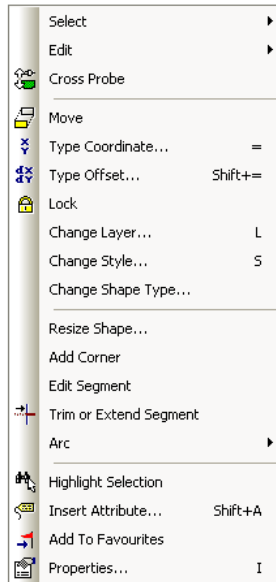 Select
Edit
Cross Probe
Move
Type Coordinate... =
Type Offset... Shift+=
Lock
Change Layer... L
Change Style... S
Change Shape Type...
Resize Shape...
Add Corner
Edit Segment
Trim or Extend Segment
Arc
Highlight Selection
Insert Attribute... Shift+A
Add To Favourites
Properties... I